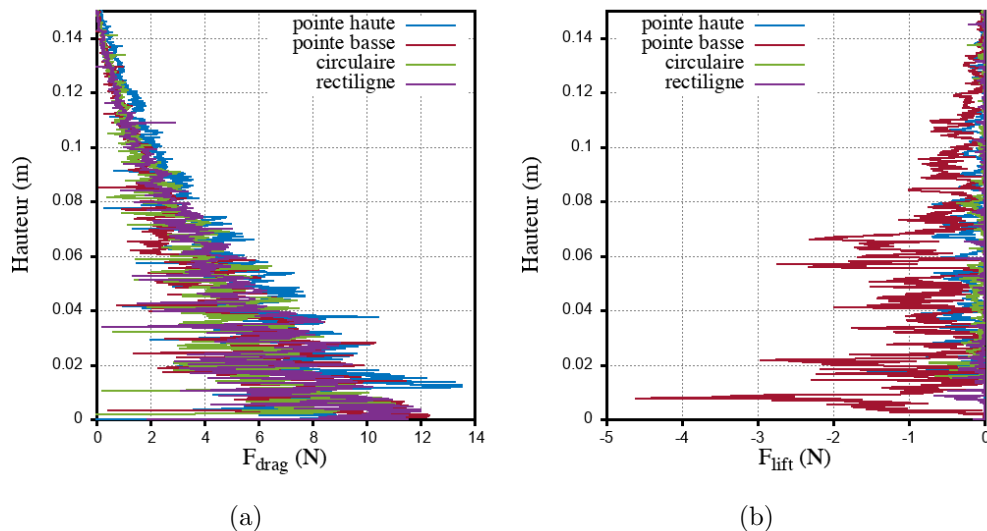 pointe haute
pointe basse
circulaire
rectiligne
Hauteur (m)
0.14
0.12
0.1
0.08
0.06
0.04
0.02
0
0 2 4 6 8 10 12 14
F_drag (N)
(a)
pointe haute
pointe basse
circulaire
rectiligne
Hauteur (m)
0.14
0.12
0.1
0.08
0.06
0.04
0.02
0
-5 -4 -3 -2 -1 0
F_lift (N)
(b)